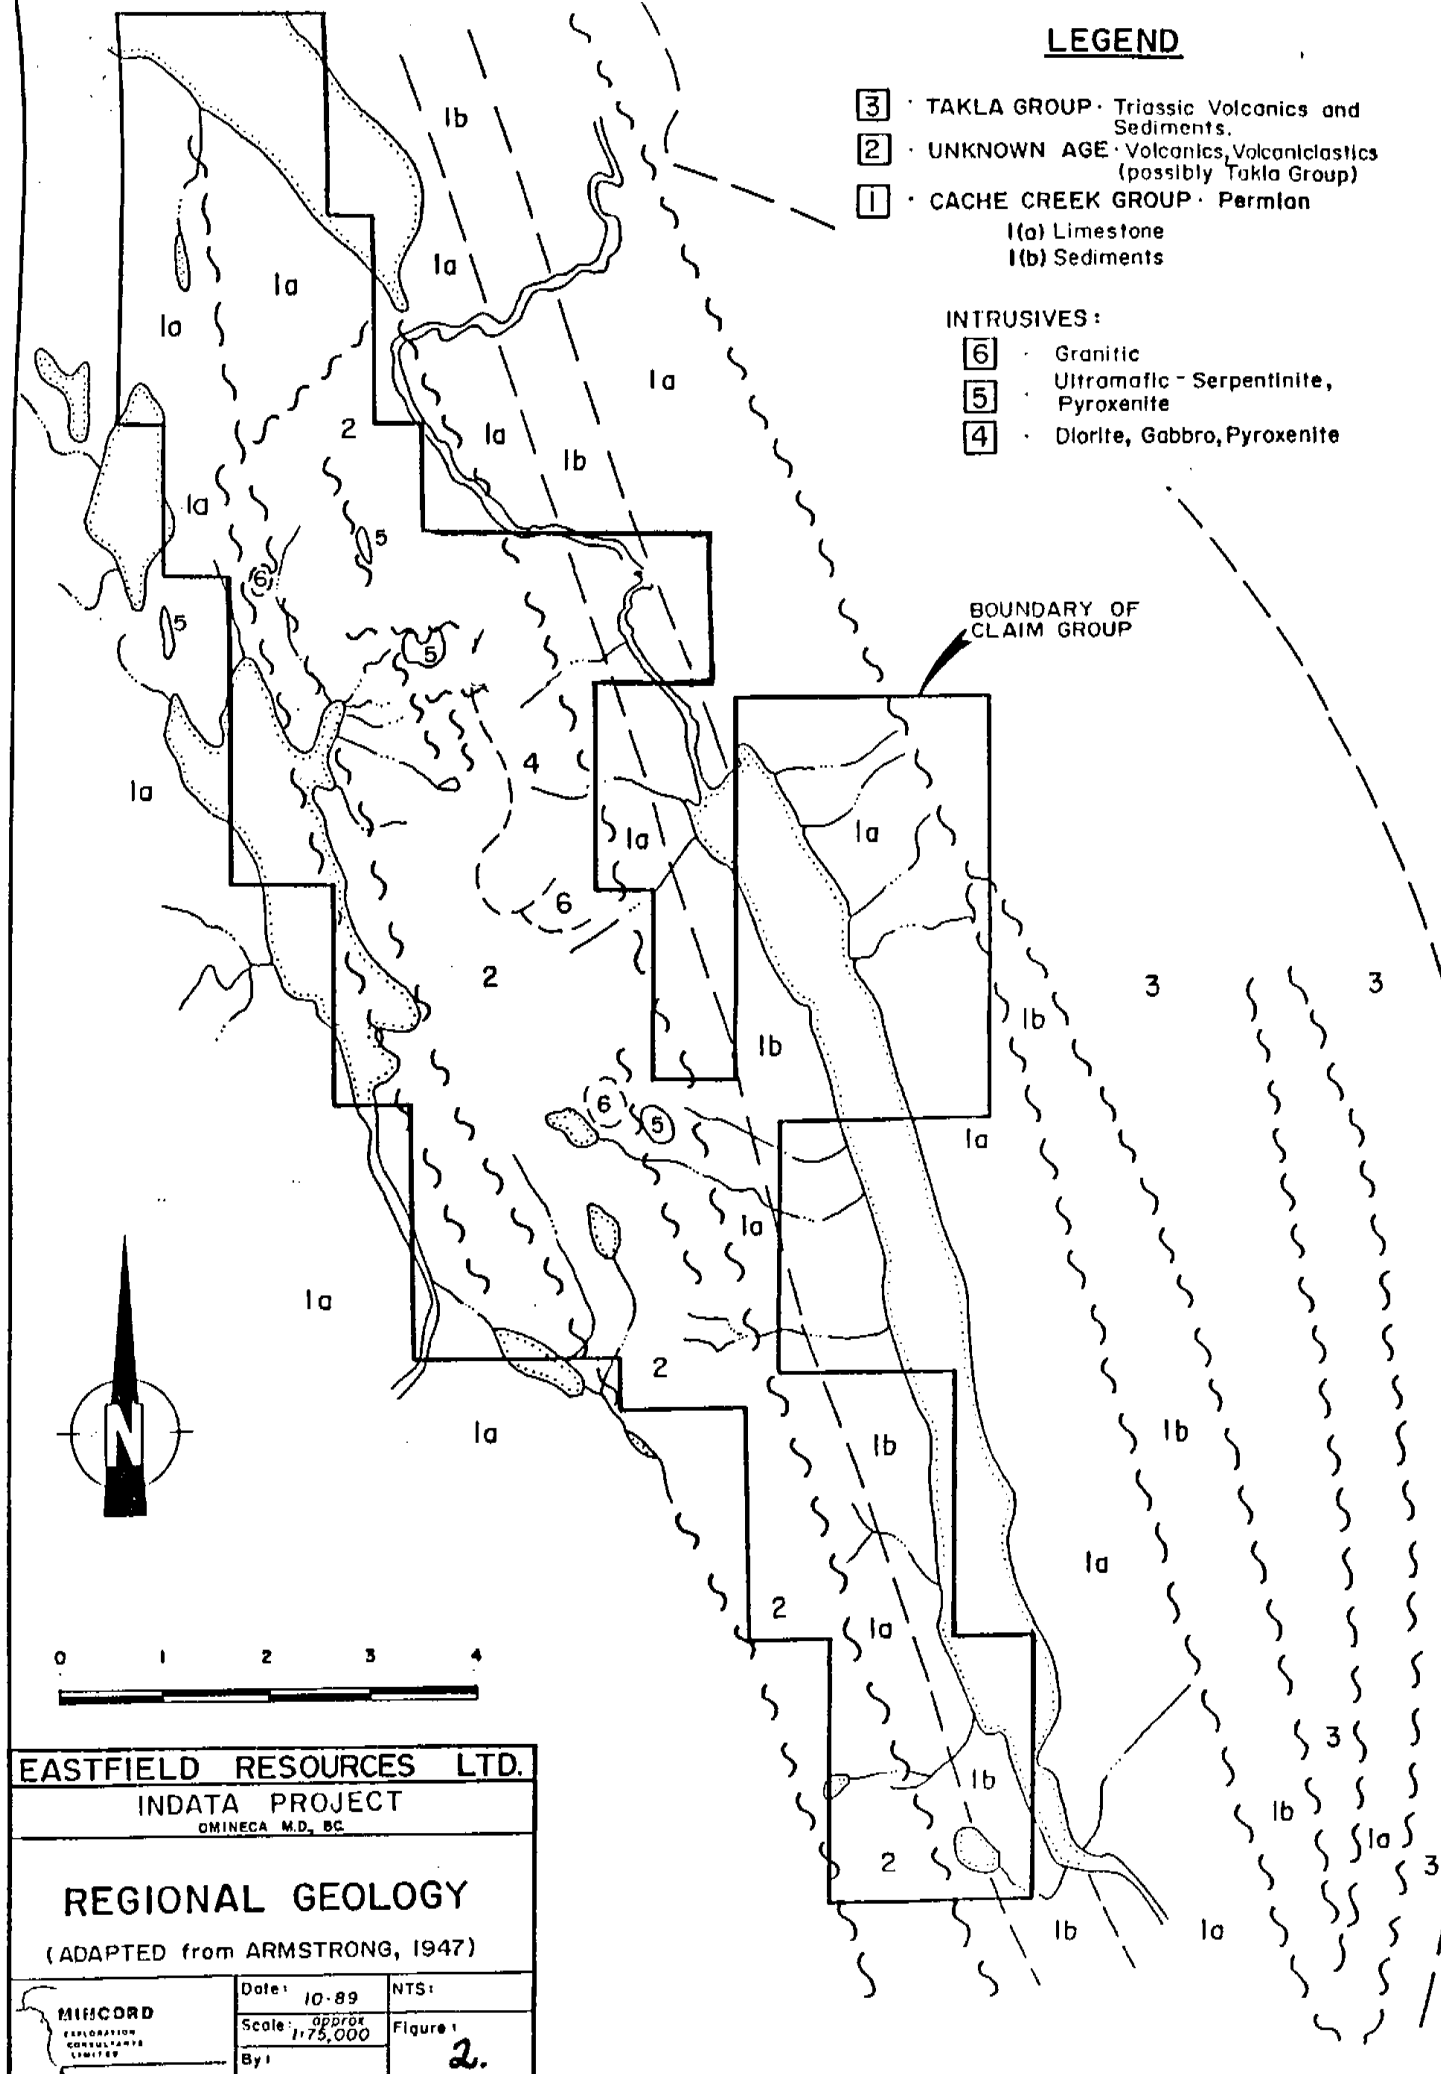 LEGEND
3 · TAKLA GROUP · Triassic Volcanics and
Sediments.
2 · UNKNOWN AGE · Volcanics, Volcaniclastics
(possibly Takla Group)
1 · CACHE CREEK GROUP · Permian
1(a) Limestone
1(b) Sediments
INTRUSIVES:
6 · Granitic
5 · Ultramafic - Serpentinite,
Pyroxenite
4 · Diorite, Gabbro, Pyroxenite
1b
1a
1a
1a
1a
2
1a
1b
1a
5
6
5
5
BOUNDARY OF
CLAIM GROUP
4
1a
1a
1a
6
2
3
3
1b
1b
6
5
1a
1a
1a
2
1a
1b
1b
1a
2
1a
N
0 1 2 3 4
3
1b
1b
1a
2
3
1b
1a
EASTFIELD RESOURCES LTD.
INDATA PROJECT
OMINECA M.D., BC
REGIONAL GEOLOGY
(ADAPTED from ARMSTRONG, 1947)
MINCORD
EXPLORATION
CONSULTANTS
LIMITED
Date: 10-89
NTS:
Scale: approx
1:75,000
Figure:
2.
By: